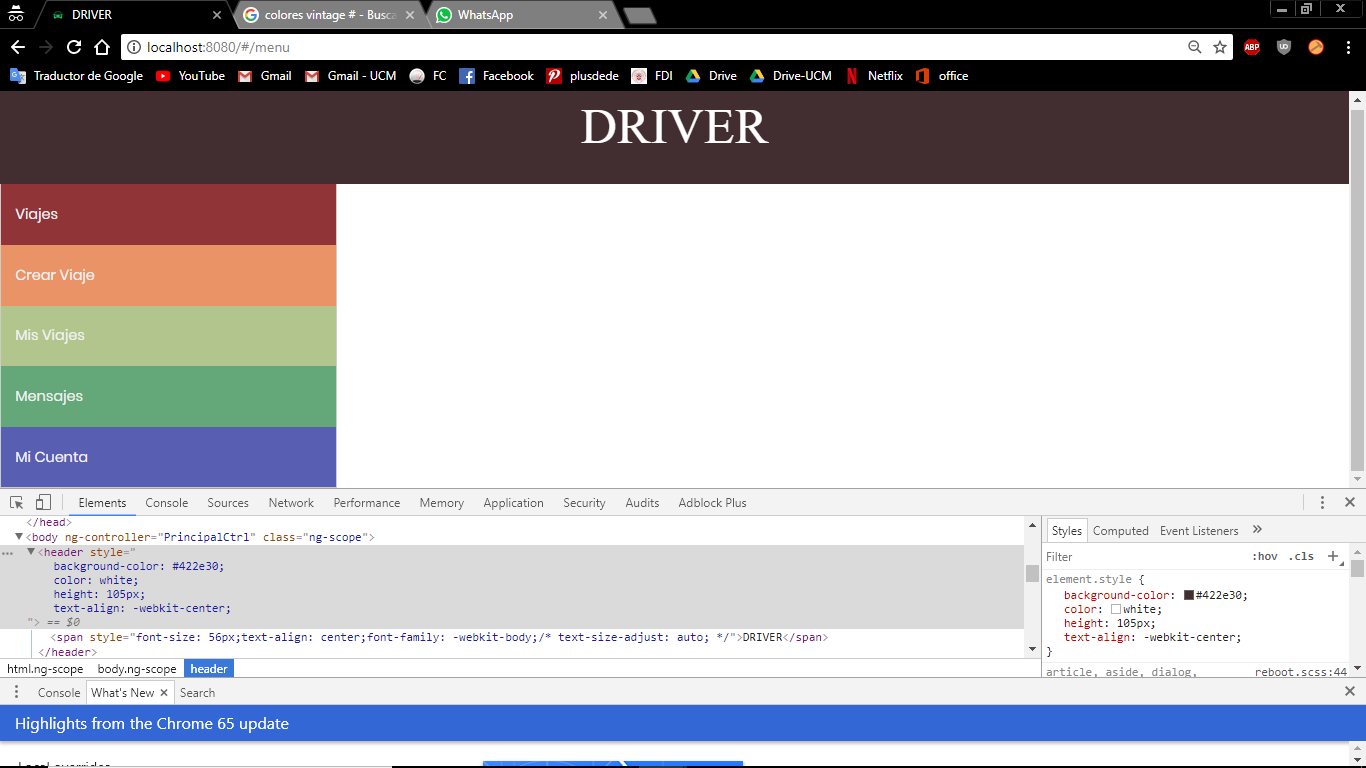 DRIVER
colores vintage # - Busca
WhatsApp
localhost:8080/#/menu
ABP
Traductor de Google YouTube Gmail Gmail - UCM FC Facebook plusdede FDI Drive Drive-UCM Netflix office
DRIVER
Viajes
Crear Viaje
Mis Viajes
Mensajes
Mi Cuenta
Elements Console Sources Network Performance Memory Application Security Audits Adblock Plus
</head>
▼<body ng-controller="PrincipalCtrl" class="ng-scope">
… ▼<header style="
background-color: #422e30;
color: white;
height: 105px;
text-align: -webkit-center;
"> == $0
<span style="font-size: 56px;text-align: center;font-family: -webkit-body;/* text-size-adjust: auto; */">DRIVER</span>
</header>
html.ng-scope body.ng-scope header
Styles Computed Event Listeners »
Filter :hov .cls +
element.style {
background-color: #422e30;
color: white;
height: 105px;
text-align: -webkit-center;
}
article, aside, dialog, reboot.scss:44
Console What's New × Search
Highlights from the Chrome 65 update